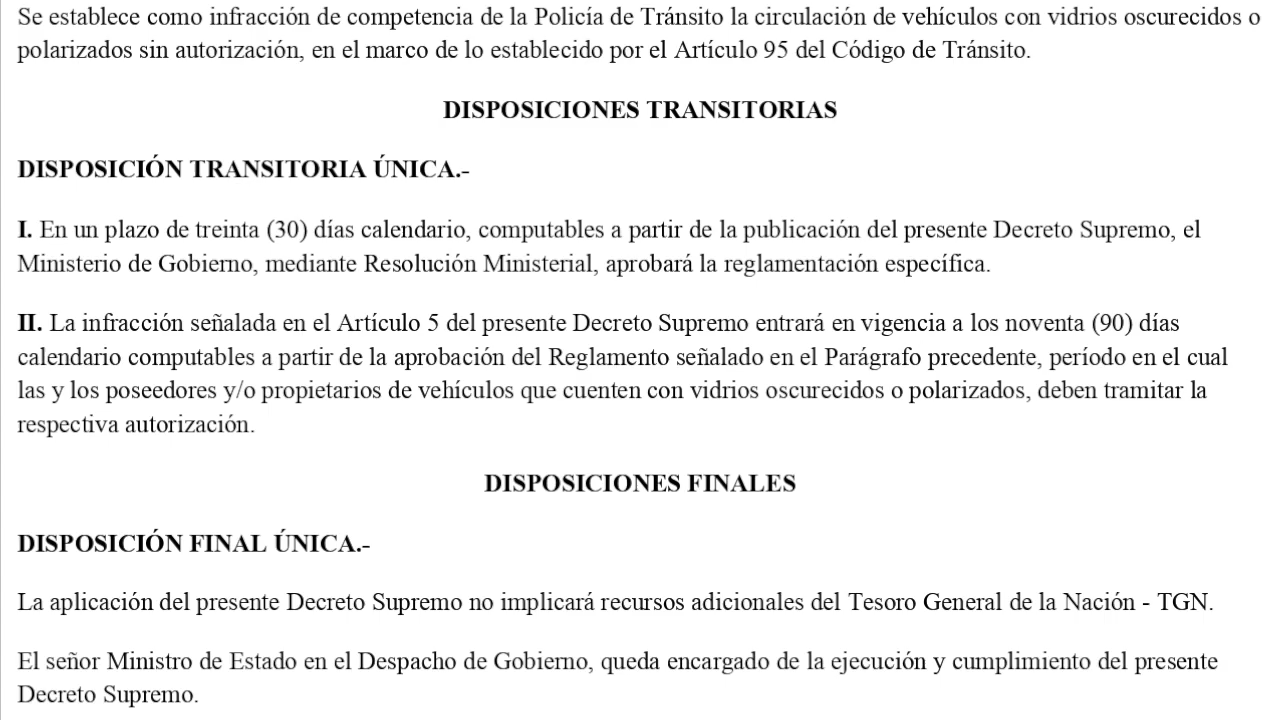 Se establece como infracción de competencia de la Policía de Tránsito la circulación de vehículos con vidrios oscurecidos o
polarizados sin autorización, en el marco de lo establecido por el Artículo 95 del Código de Tránsito.
DISPOSICIONES TRANSITORIAS
DISPOSICIÓN TRANSITORIA ÚNICA.-
I. En un plazo de treinta (30) días calendario, computables a partir de la publicación del presente Decreto Supremo, el
Ministerio de Gobierno, mediante Resolución Ministerial, aprobará la reglamentación específica.
II. La infracción señalada en el Artículo 5 del presente Decreto Supremo entrará en vigencia a los noventa (90) días
calendario computables a partir de la aprobación del Reglamento señalado en el Parágrafo precedente, período en el cual
las y los poseedores y/o propietarios de vehículos que cuenten con vidrios oscurecidos o polarizados, deben tramitar la
respectiva autorización.
DISPOSICIONES FINALES
DISPOSICIÓN FINAL ÚNICA.-
La aplicación del presente Decreto Supremo no implicará recursos adicionales del Tesoro General de la Nación - TGN.
El señor Ministro de Estado en el Despacho de Gobierno, queda encargado de la ejecución y cumplimiento del presente
Decreto Supremo.